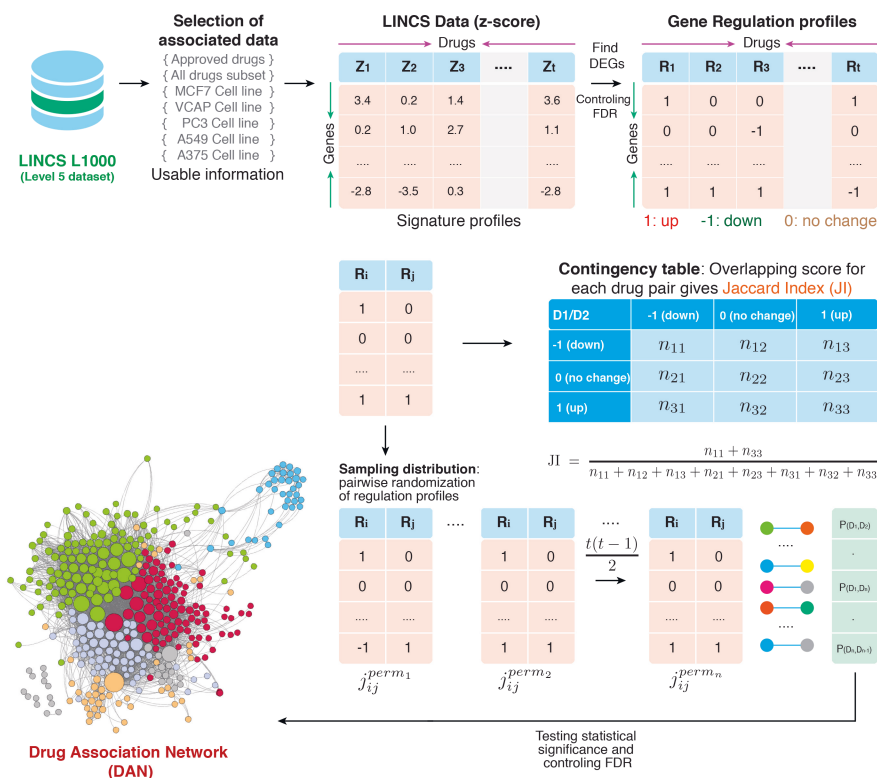 Selection of
associated data
{ Approved drugs }
{ All drugs subset }
{ MCF7 Cell line }
{ VCAP Cell line }
{ PC3 Cell line }
{ A549 Cell line }
{ A375 Cell line }
Usable information
LINCS L1000
(Level 5 dataset)
LINCS Data (z-score)
Drugs
Genes
Z1 Z2 Z3 .... Zt
3.4 0.2 1.4 3.6
0.2 1.0 2.7 1.1
.... .... .... ....
-2.8 -3.5 0.3 -2.8
Signature profiles
Find
DEGs
Controling
FDR
Gene Regulation profiles
Drugs
Genes
R1 R2 R3 .... Rt
1 0 0 1
0 0 -1 0
.... .... .... ....
1 1 1 -1
1: up -1: down 0: no change
Ri Rj
1 0
0 0
.... ....
1 1
Contingency table: Overlapping score for
each drug pair gives Jaccard Index (JI)
D1/D2 -1 (down) 0 (no change) 1 (up)
-1 (down) n11 n12 n13
0 (no change) n21 n22 n23
1 (up) n31 n32 n33
JI = n11 + n33 / n11 + n12 + n13 + n21 + n23 + n31 + n32 + n33
Sampling distribution:
pairwise randomization
of regulation profiles
Ri Rj
1 0
0 0
.... ....
-1 1
j_ij^perm1
....
Ri Rj
1 0
0 0
.... ....
1 1
j_ij^perm2
....
t(t − 1)
2
Ri Rj
1 0
0 0
.... ....
1 1
j_ij^permn
....
....
P(D1,D2)
.
P(D1,Dn)
.
P(Dn,Dn-1)
Testing statistical
significance and
controling FDR
Drug Association Network
(DAN)